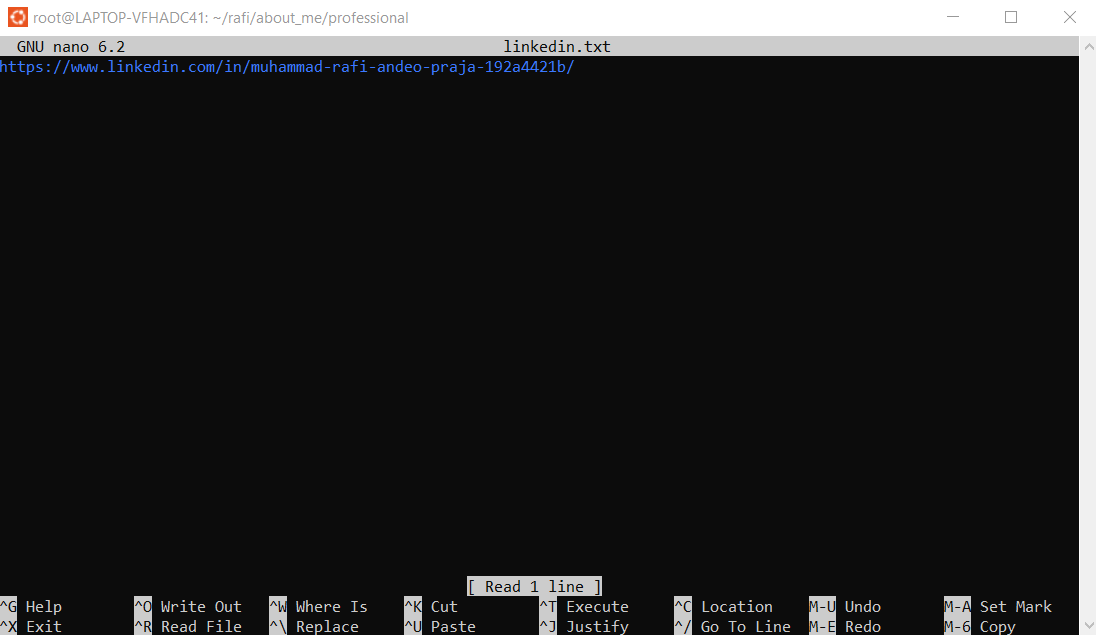 root@LAPTOP-VFHADC41: ~/rafi/about_me/professional
GNU nano 6.2 linkedin.txt
https://www.linkedin.com/in/muhammad-rafi-andeo-praja-192a4421b/
[ Read 1 line ]
^G Help ^O Write Out ^W Where Is ^K Cut ^T Execute ^C Location M-U Undo M-A Set Mark
^X Exit ^R Read File ^\ Replace ^U Paste ^J Justify ^/ Go To Line M-E Redo M-6 Copy